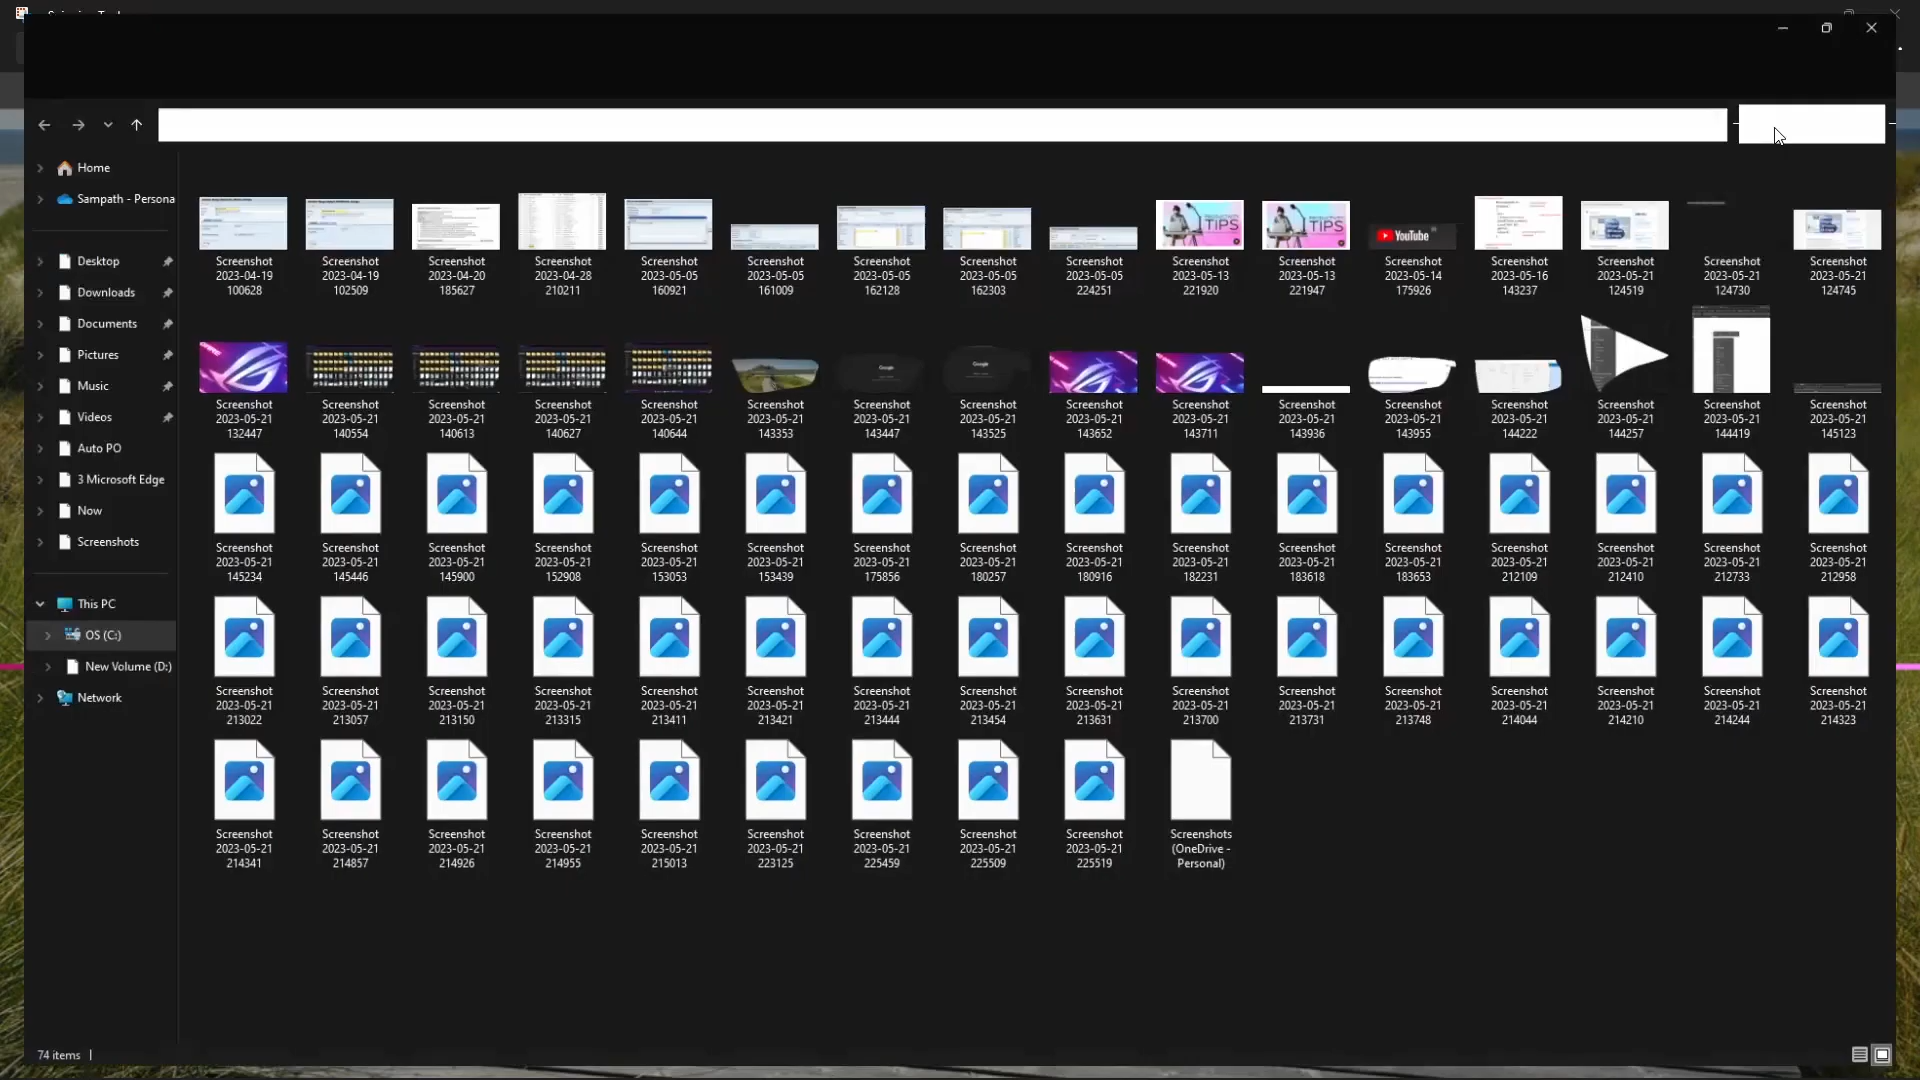 Home
Sampath - Persona
Desktop
Downloads
Documents
Pictures
Music
Videos
Auto PO
3 Microsoft Edge
Now
Screenshots
This PC
OS (C:)
New Volume (D:)
Network
TIPS
TIPS
YouTube
Screenshot 2023-04-19 100628
Screenshot 2023-04-19 102509
Screenshot 2023-04-20 185627
Screenshot 2023-04-28 210211
Screenshot 2023-05-05 160921
Screenshot 2023-05-05 161009
Screenshot 2023-05-05 162128
Screenshot 2023-05-05 162303
Screenshot 2023-05-05 224251
Screenshot 2023-05-13 221920
Screenshot 2023-05-13 221947
Screenshot 2023-05-14 175926
Screenshot 2023-05-16 143237
Screenshot 2023-05-21 124519
Screenshot 2023-05-21 124730
Screenshot 2023-05-21 124745
Google
Google
Screenshot 2023-05-21 132447
Screenshot 2023-05-21 140554
Screenshot 2023-05-21 140613
Screenshot 2023-05-21 140627
Screenshot 2023-05-21 140644
Screenshot 2023-05-21 143353
Screenshot 2023-05-21 143447
Screenshot 2023-05-21 143525
Screenshot 2023-05-21 143652
Screenshot 2023-05-21 143711
Screenshot 2023-05-21 143936
Screenshot 2023-05-21 143955
Screenshot 2023-05-21 144222
Screenshot 2023-05-21 144257
Screenshot 2023-05-21 144419
Screenshot 2023-05-21 145123
Screenshot 2023-05-21 145234
Screenshot 2023-05-21 145446
Screenshot 2023-05-21 145900
Screenshot 2023-05-21 152908
Screenshot 2023-05-21 153053
Screenshot 2023-05-21 153439
Screenshot 2023-05-21 175856
Screenshot 2023-05-21 180257
Screenshot 2023-05-21 180916
Screenshot 2023-05-21 182231
Screenshot 2023-05-21 183618
Screenshot 2023-05-21 183653
Screenshot 2023-05-21 212109
Screenshot 2023-05-21 212410
Screenshot 2023-05-21 212733
Screenshot 2023-05-21 212958
Screenshot 2023-05-21 213022
Screenshot 2023-05-21 213057
Screenshot 2023-05-21 213150
Screenshot 2023-05-21 213315
Screenshot 2023-05-21 213411
Screenshot 2023-05-21 213421
Screenshot 2023-05-21 213444
Screenshot 2023-05-21 213454
Screenshot 2023-05-21 213631
Screenshot 2023-05-21 213700
Screenshot 2023-05-21 213731
Screenshot 2023-05-21 213748
Screenshot 2023-05-21 214044
Screenshot 2023-05-21 214210
Screenshot 2023-05-21 214244
Screenshot 2023-05-21 214323
Screenshot 2023-05-21 214341
Screenshot 2023-05-21 214857
Screenshot 2023-05-21 214926
Screenshot 2023-05-21 214955
Screenshot 2023-05-21 215013
Screenshot 2023-05-21 223125
Screenshot 2023-05-21 225459
Screenshot 2023-05-21 225509
Screenshot 2023-05-21 225519
Screenshots (OneDrive - Personal)
74 items